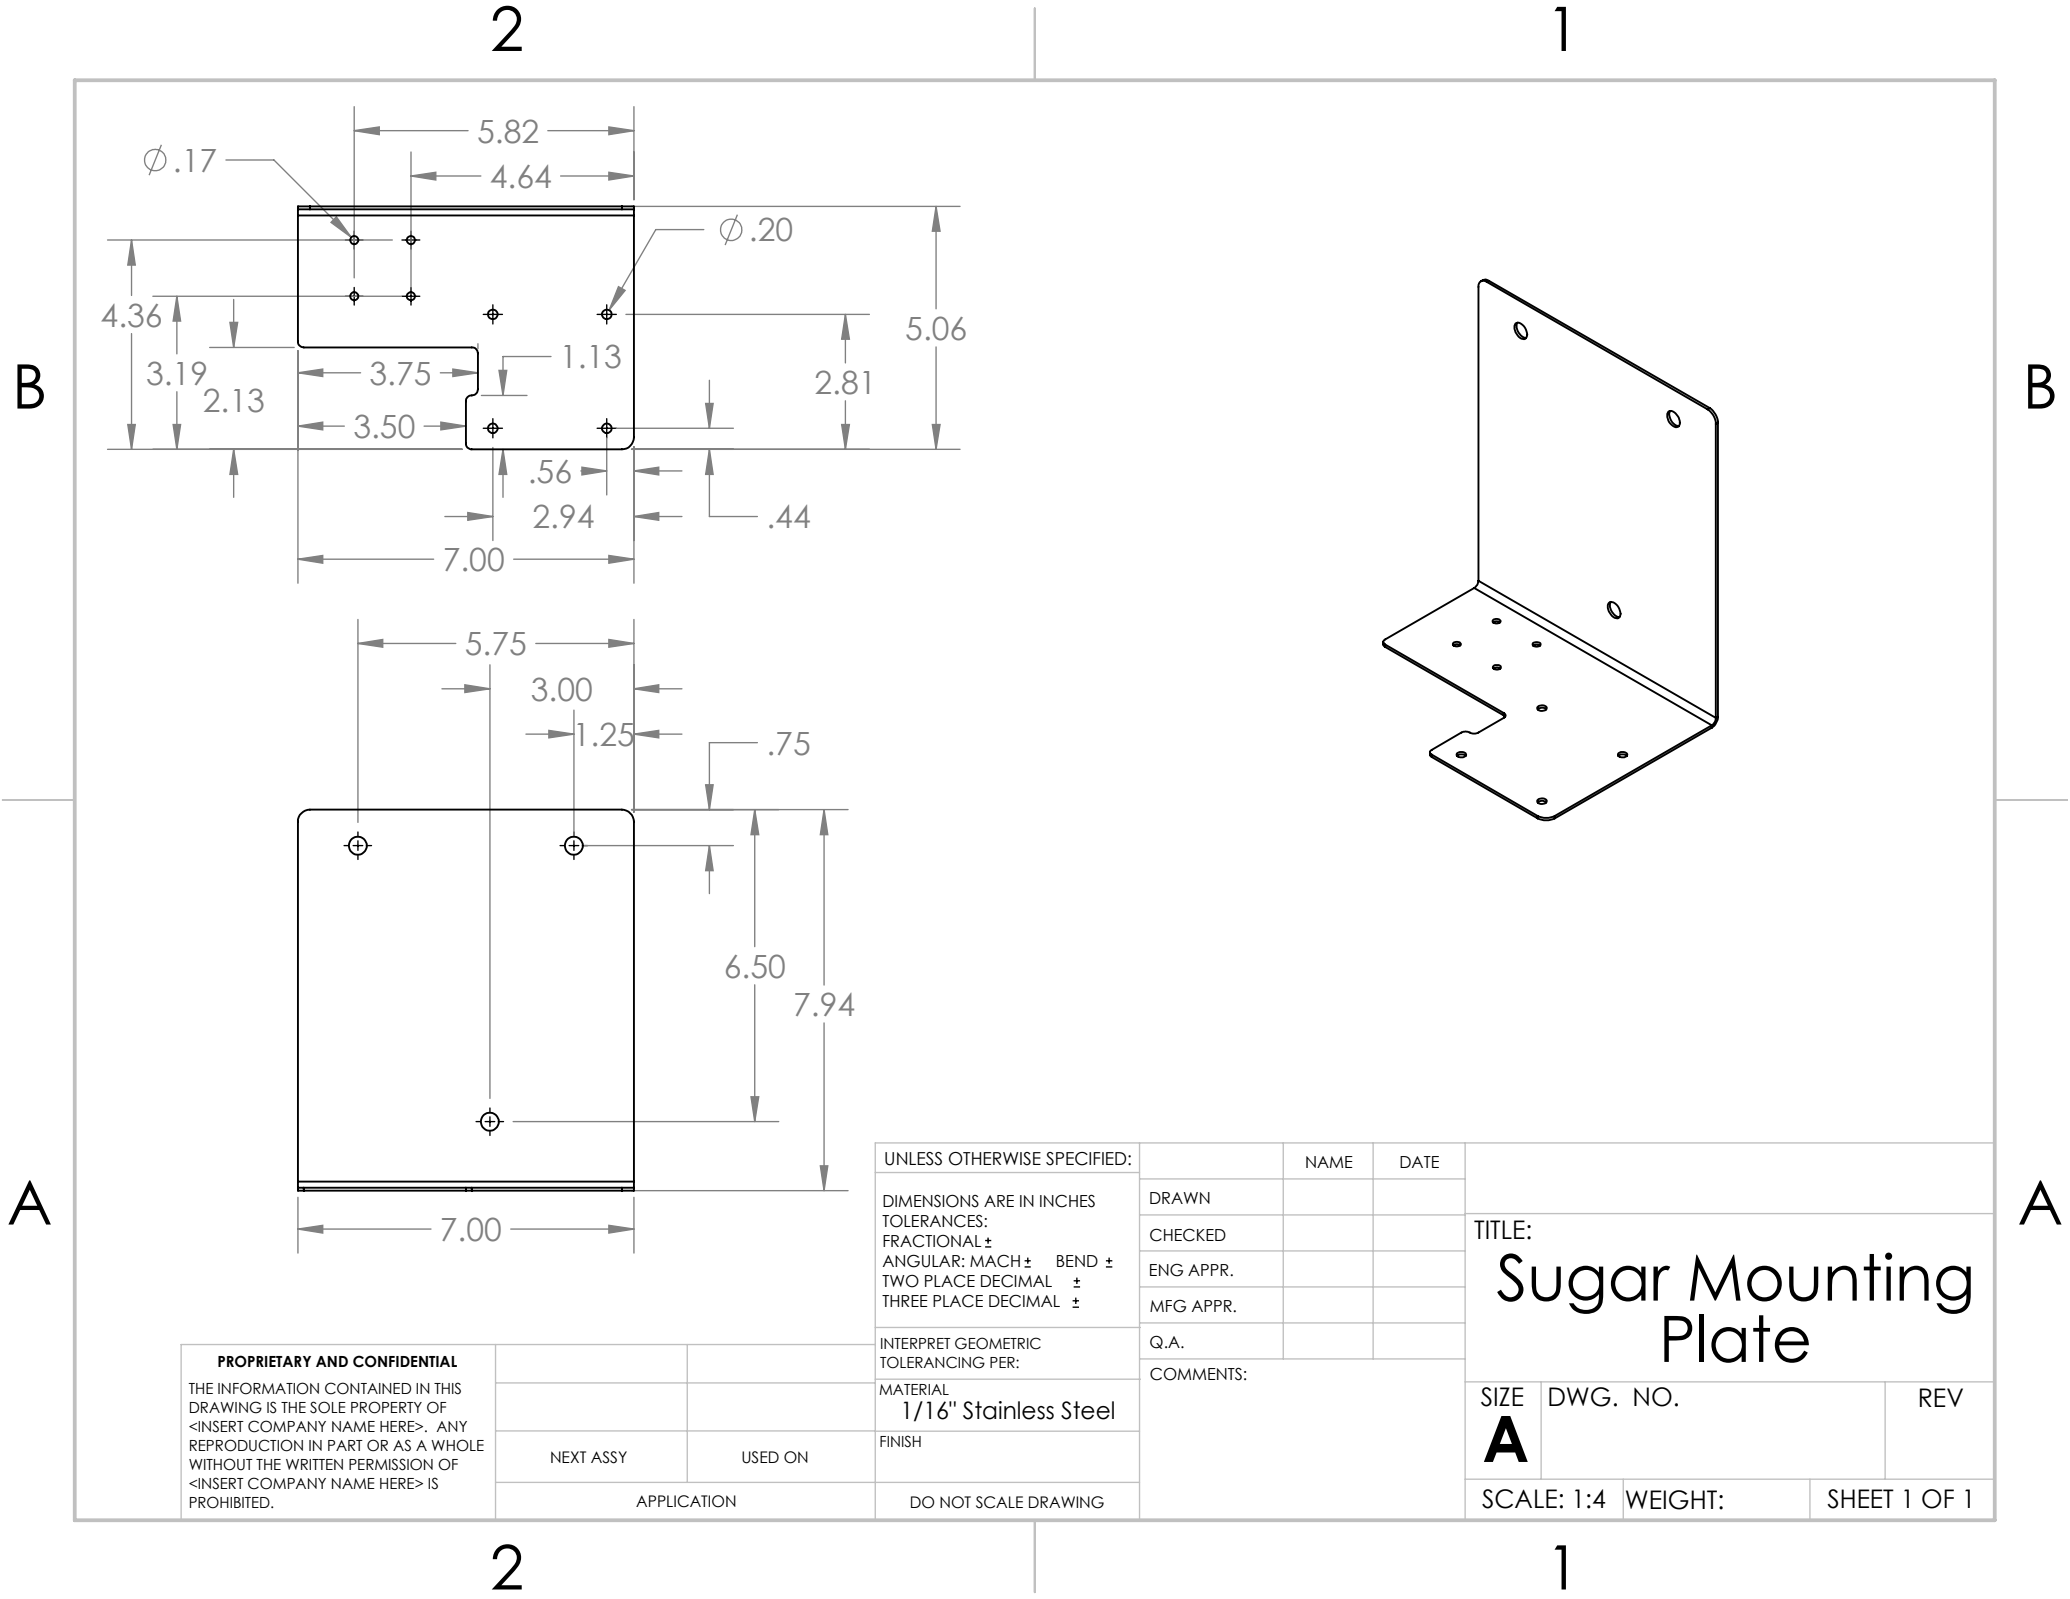 2
1
5.82
Ø.17
4.64
Ø.20
4.36
5.06
3.19
3.75
1.13
2.13
2.81
3.50
.56
2.94
.44
7.00
B
B
5.75
3.00
1.25
.75
6.50
7.94
7.00
A
A
UNLESS OTHERWISE SPECIFIED:
DIMENSIONS ARE IN INCHES
TOLERANCES:
FRACTIONAL ±
ANGULAR: MACH ± BEND ±
TWO PLACE DECIMAL ±
THREE PLACE DECIMAL ±
INTERPRET GEOMETRIC
TOLERANCING PER:
MATERIAL
1/16" Stainless Steel
FINISH
DO NOT SCALE DRAWING
NAME DATE
DRAWN
CHECKED
ENG APPR.
MFG APPR.
Q.A.
COMMENTS:
TITLE:
Sugar Mounting
Plate
SIZE DWG. NO. REV
A
SCALE: 1:4 WEIGHT: SHEET 1 OF 1
PROPRIETARY AND CONFIDENTIAL
THE INFORMATION CONTAINED IN THIS
DRAWING IS THE SOLE PROPERTY OF
<INSERT COMPANY NAME HERE>. ANY
REPRODUCTION IN PART OR AS A WHOLE
WITHOUT THE WRITTEN PERMISSION OF
<INSERT COMPANY NAME HERE> IS
PROHIBITED.
NEXT ASSY USED ON
APPLICATION
2
1